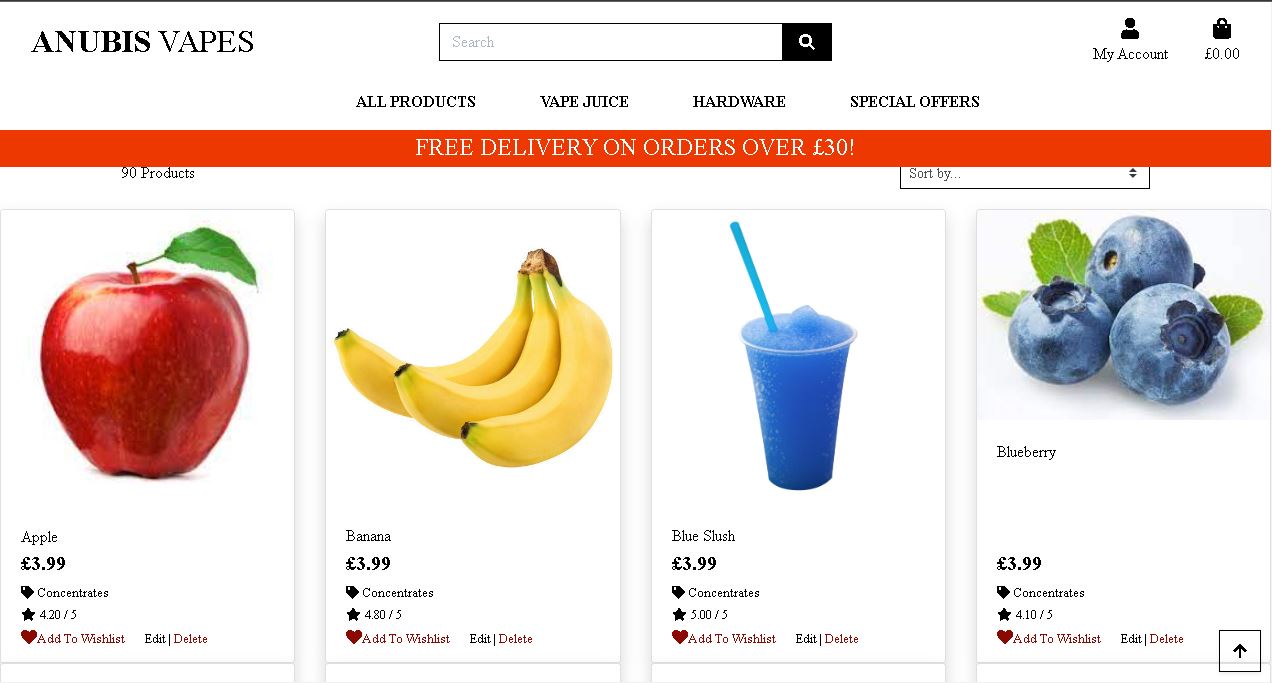 ANUBIS VAPES
Search
My Account
£0.00
ALL PRODUCTS
VAPE JUICE
HARDWARE
SPECIAL OFFERS
FREE DELIVERY ON ORDERS OVER £30!
90 Products
Sort by...
Apple
£3.99
Concentrates
4.20 / 5
Add To Wishlist
Edit | Delete
Banana
£3.99
Concentrates
4.80 / 5
Add To Wishlist
Edit | Delete
Blue Slush
£3.99
Concentrates
5.00 / 5
Add To Wishlist
Edit | Delete
Blueberry
£3.99
Concentrates
4.10 / 5
Add To Wishlist
Edit | Delete